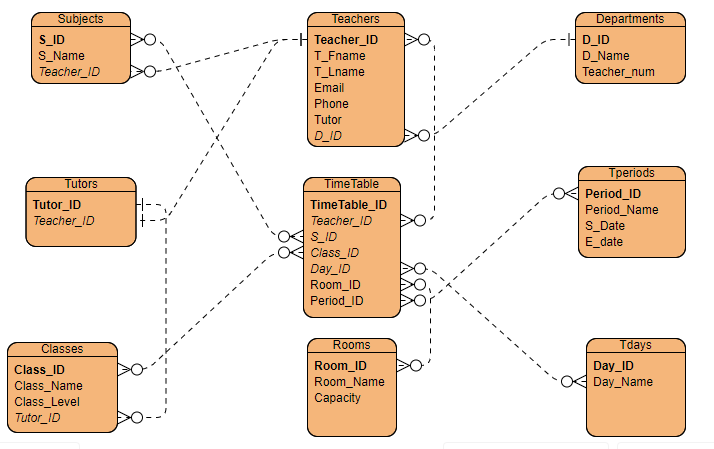 Subjects
S_ID
S_Name
Teacher_ID
Teachers
Teacher_ID
T_Fname
T_Lname
Email
Phone
Tutor
D_ID
Departments
D_ID
D_Name
Teacher_num
Tutors
Tutor_ID
Teacher_ID
TimeTable
TimeTable_ID
Teacher_ID
S_ID
Class_ID
Day_ID
Room_ID
Period_ID
Tperiods
Period_ID
Period_Name
S_Date
E_date
Classes
Class_ID
Class_Name
Class_Level
Tutor_ID
Rooms
Room_ID
Room_Name
Capacity
Tdays
Day_ID
Day_Name